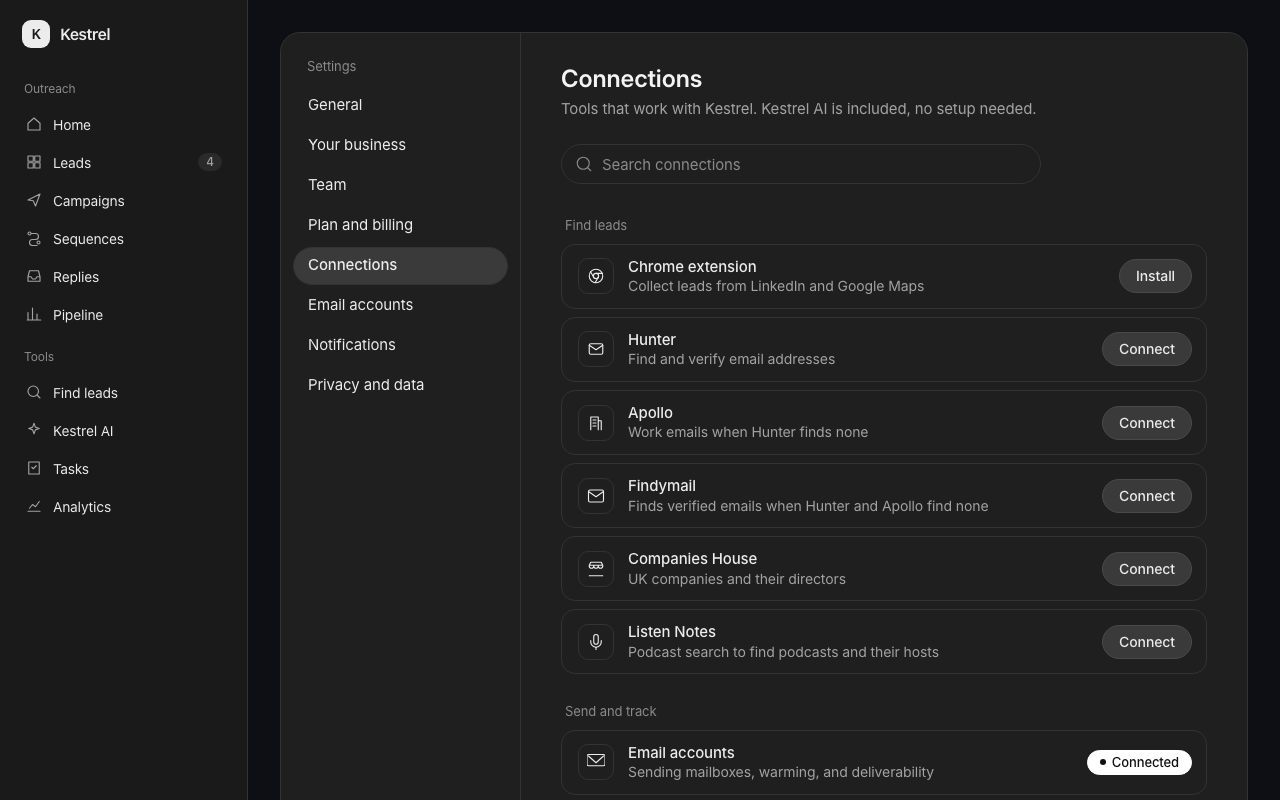 K
Kestrel
Outreach
Home
Leads
4
Campaigns
Sequences
Replies
Pipeline
Tools
Find leads
Kestrel AI
Tasks
Analytics
Settings
General
Your business
Team
Plan and billing
Connections
Email accounts
Notifications
Privacy and data
Connections
Tools that work with Kestrel. Kestrel AI is included, no setup needed.
Search connections
Find leads
Chrome extension
Collect leads from LinkedIn and Google Maps
Install
Hunter
Find and verify email addresses
Connect
Apollo
Work emails when Hunter finds none
Connect
Findymail
Finds verified emails when Hunter and Apollo find none
Connect
Companies House
UK companies and their directors
Connect
Listen Notes
Podcast search to find podcasts and their hosts
Connect
Send and track
Email accounts
Sending mailboxes, warming, and deliverability
Connected